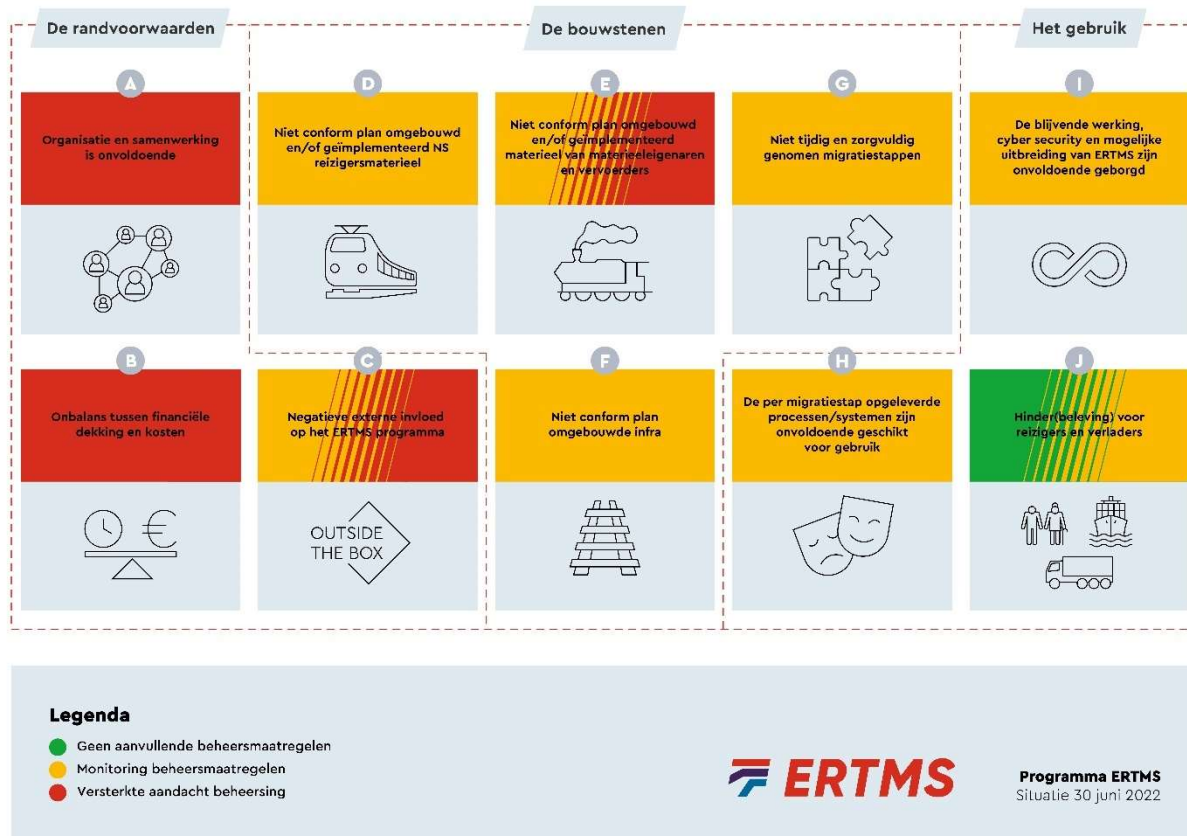 De randvoorwaarden
De bouwstenen
Het gebruik
A
Organisatie en samenwerking
is onvoldoende
D
Niet conform plan omgebouwd
en/of geïmplementeerd NS
reizigersmaterieel
E
Niet conform plan omgebouwd
en/of geïmplementeerd
materieel van materieeleigenaren
en vervoerders
G
Niet tijdig en zorgvuldig
genomen migratiestappen
I
De blijvende werking,
cyber security en mogelijke
uitbreiding van ERTMS zijn
onvoldoende geborgd
B
Onbalans tussen financiële
dekking en kosten
C
Negatieve externe invloed
op het ERTMS programma
OUTSIDE
THE BOX
F
Niet conform plan
omgebouwde infra
H
De per migratiestap opgeleverde
processen/systemen zijn
onvoldoende geschikt
voor gebruik
J
Hinder(beleving) voor
reizigers en verladers
Legenda
Geen aanvullende beheersmaatregelen
Monitoring beheersmaatregelen
Versterkte aandacht beheersing
ERTMS
Programma ERTMS
Situatie 30 juni 2022